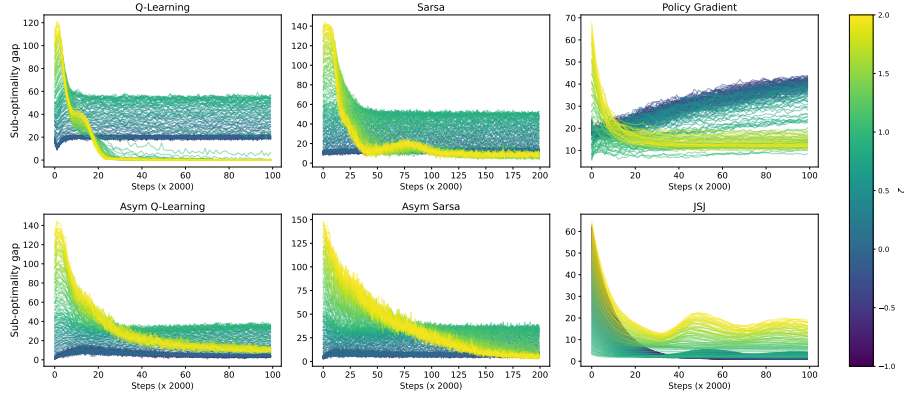 Q-Learning
Sarsa
Policy Gradient
Sub-optimality gap
120
100
80
60
40
20
0
0 20 40 60 80 100
Steps (x 2000)
140
120
100
80
60
40
20
0
0 25 50 75 100 125 150 175 200
Steps (x 2000)
70
60
50
40
30
20
10
0 20 40 60 80 100
Steps (x 2000)
Asym Q-Learning
Asym Sarsa
JSJ
Sub-optimality gap
140
120
100
80
60
40
20
0
0 20 40 60 80 100
Steps (x 2000)
150
125
100
75
50
25
0
0 25 50 75 100 125 150 175 200
Steps (x 2000)
60
50
40
30
20
10
0
0 20 40 60 80 100
Steps (x 2000)
2.0
1.5
1.0
0.5
0.0
−0.5
−1.0